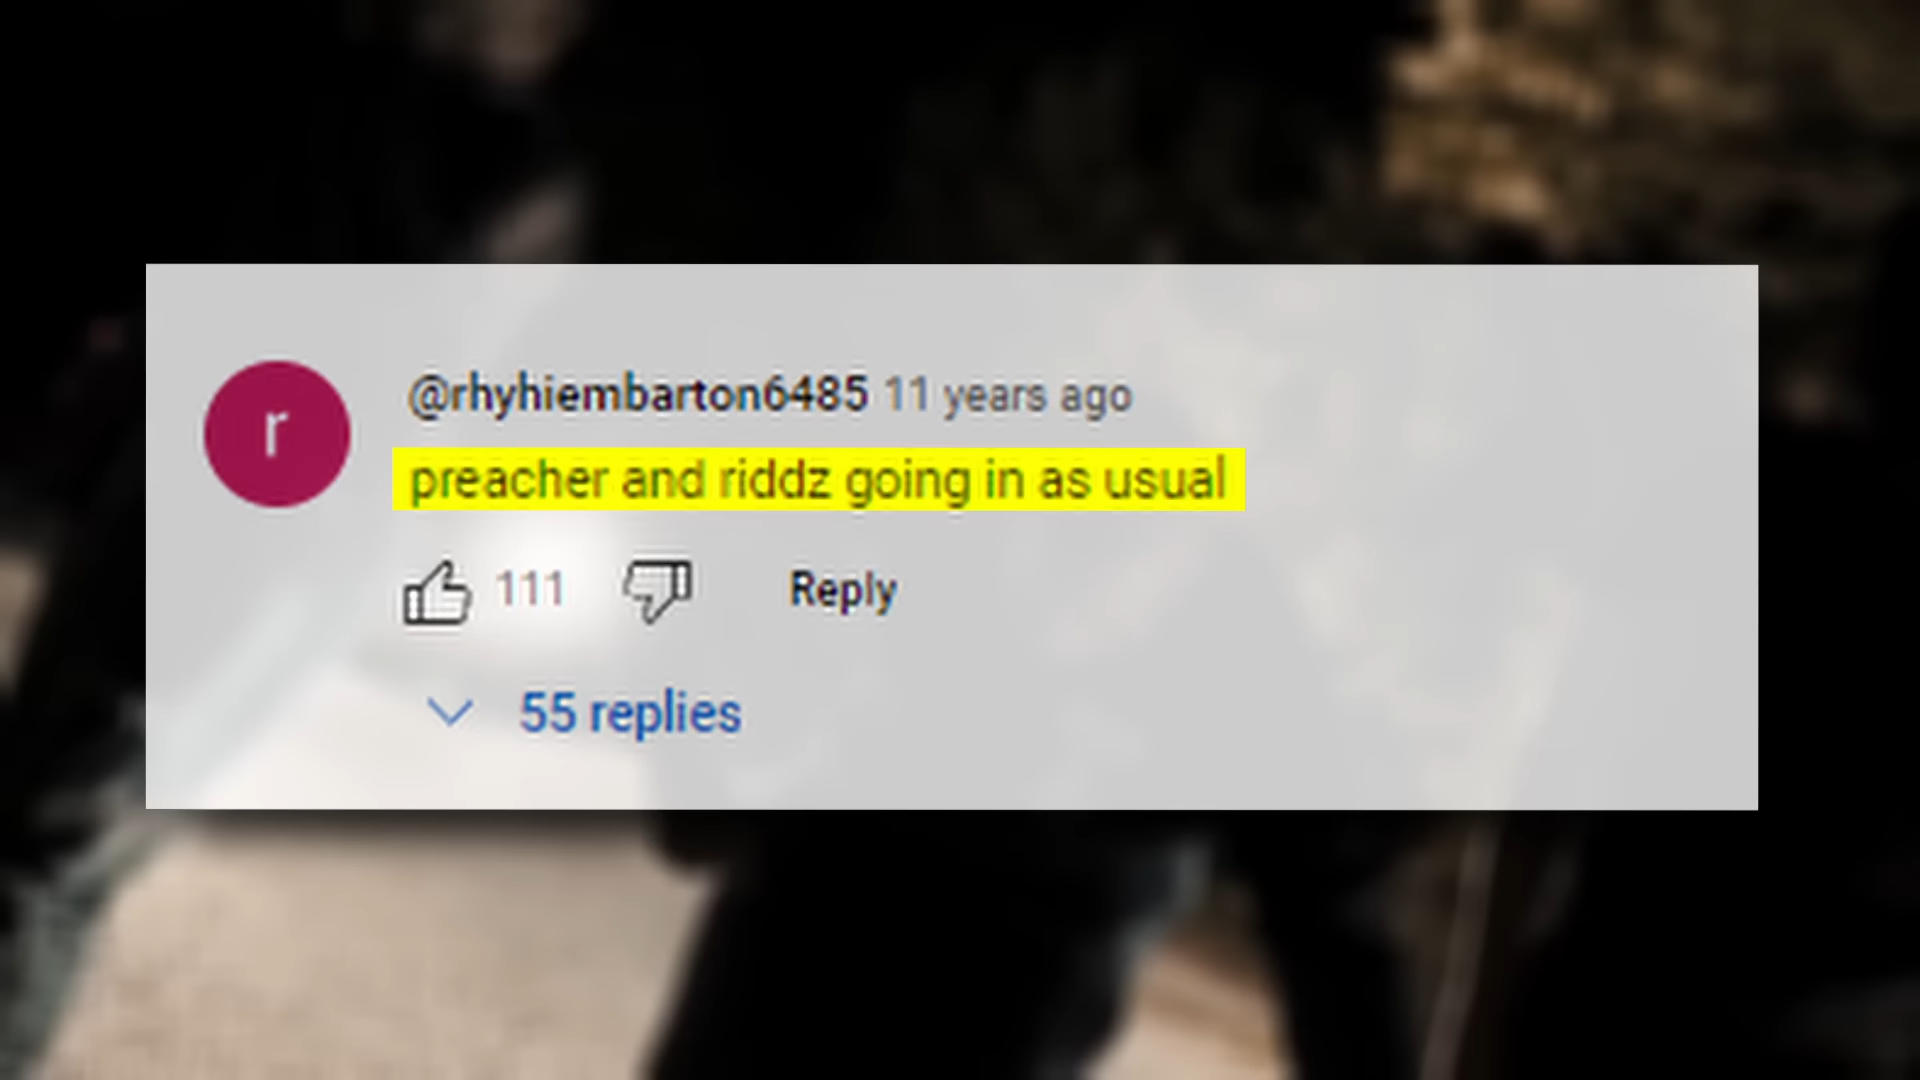 r
@rhyhiembarton6485 11 years ago
preacher and riddz going in as usual
111 Reply
55 replies